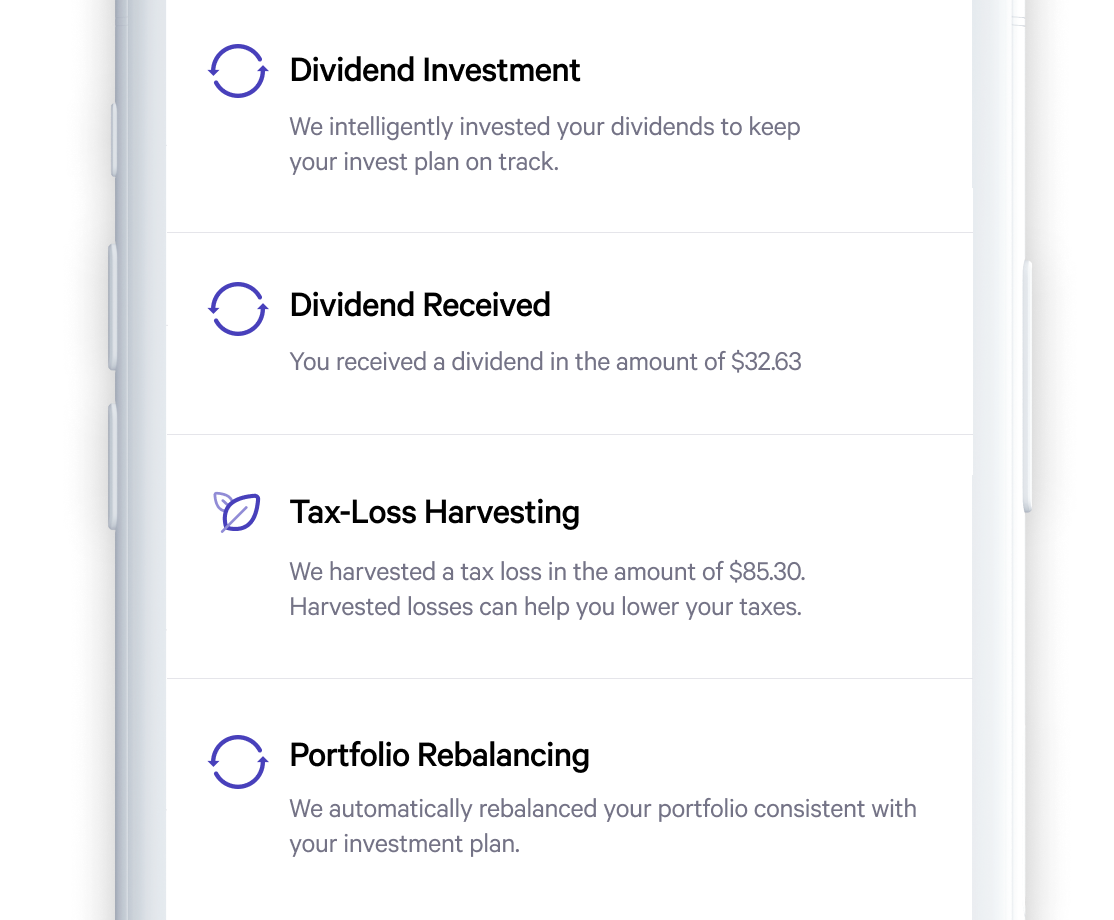 Dividend Investment
We intelligently invested your dividends to keep
your invest plan on track.
Dividend Received
You received a dividend in the amount of $32.63
Tax-Loss Harvesting
We harvested a tax loss in the amount of $85.30.
Harvested losses can help you lower your taxes.
Portfolio Rebalancing
We automatically rebalanced your portfolio consistent with
your investment plan.